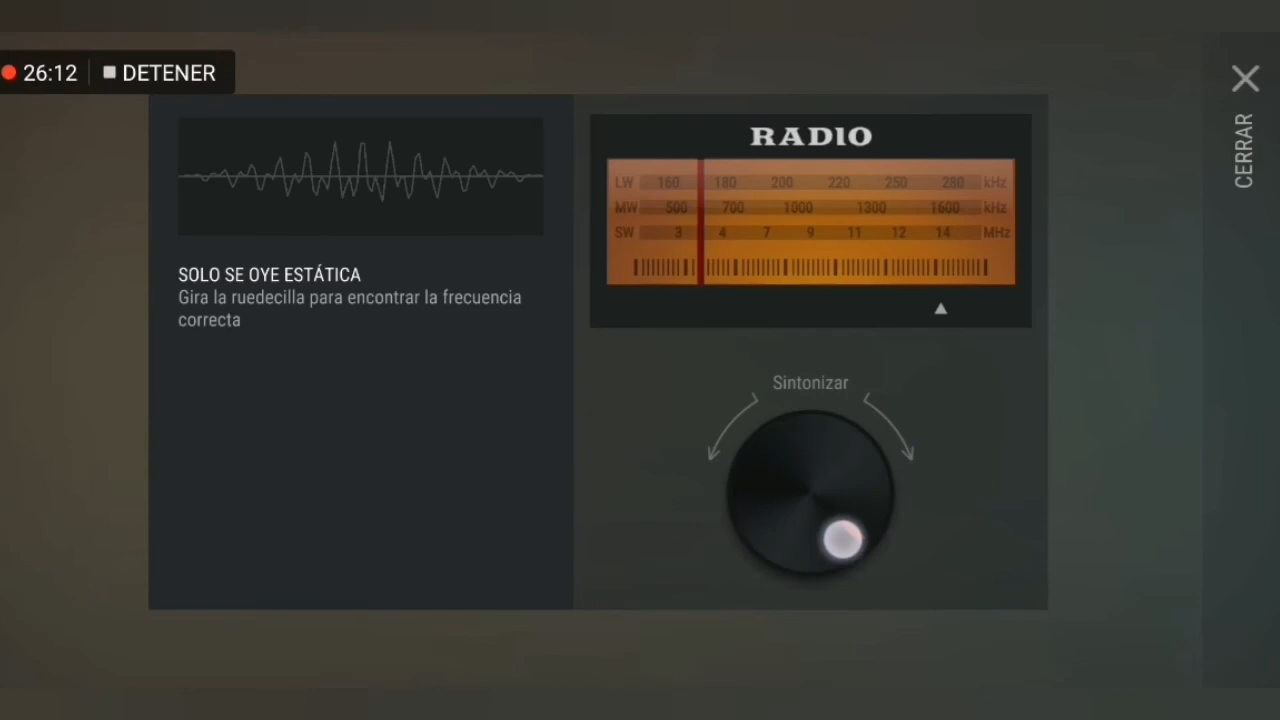 26:12 DETENER
CERRAR
RADIO
LW 160 180 200 220 250 280 kHz
MW 500 700 1000 1300 1600 kHz
SW 3 4 7 9 11 12 14 MHz
SOLO SE OYE ESTÁTICA
Gira la ruedecilla para encontrar la frecuencia
correcta
Sintonizar